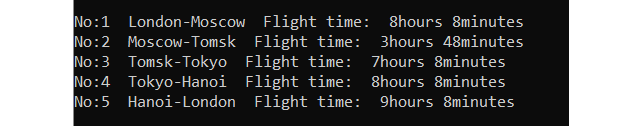 No:1  London-Moscow  Flight time:  8hours 8minutes
No:2  Moscow-Tomsk  Flight time:  3hours 48minutes
No:3  Tomsk-Tokyo  Flight time:  7hours 8minutes
No:4  Tokyo-Hanoi  Flight time:  8hours 8minutes
No:5  Hanoi-London  Flight time:  9hours 8minutes